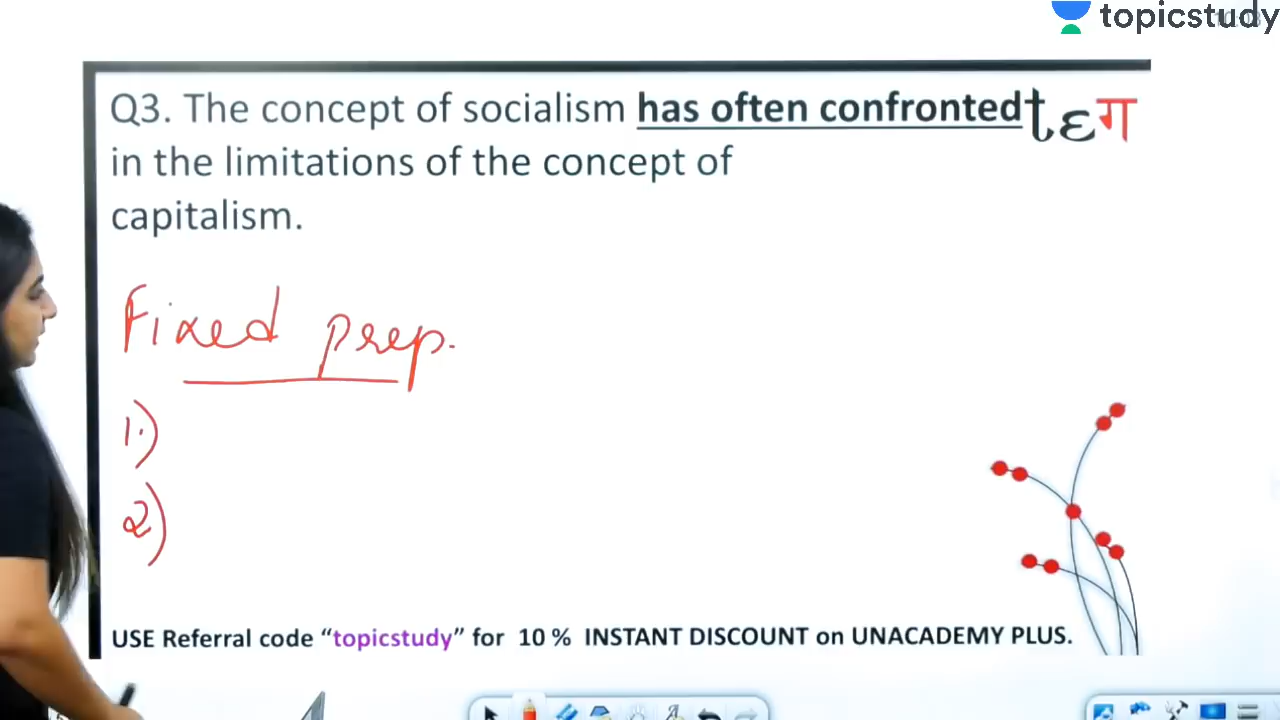 topicstudy
Q3. The concept of socialism has often confronted
in the limitations of the concept of
capitalism.
tεग
Fixed prep.
1.)
2)
USE Referral code “topicstudy” for 10 % INSTANT DISCOUNT on UNACADEMY PLUS.